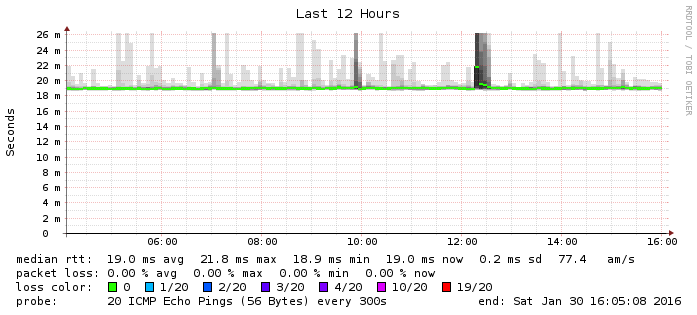 Last 12 Hours
RRDTOOL / TOBI OETIKER
Seconds
26 m
24 m
22 m
20 m
18 m
16 m
14 m
12 m
10 m
8 m
6 m
4 m
2 m
0
06:00 08:00 10:00 12:00 14:00 16:00
median rtt: 19.0 ms avg 21.8 ms max 18.9 ms min 19.0 ms now 0.2 ms sd 77.4 am/s
packet loss: 0.00 % avg 0.00 % max 0.00 % min 0.00 % now
loss color: 0 1/20 2/20 3/20 4/20 10/20 19/20
probe: 20 ICMP Echo Pings (56 Bytes) every 300s end: Sat Jan 30 16:05:08 2016